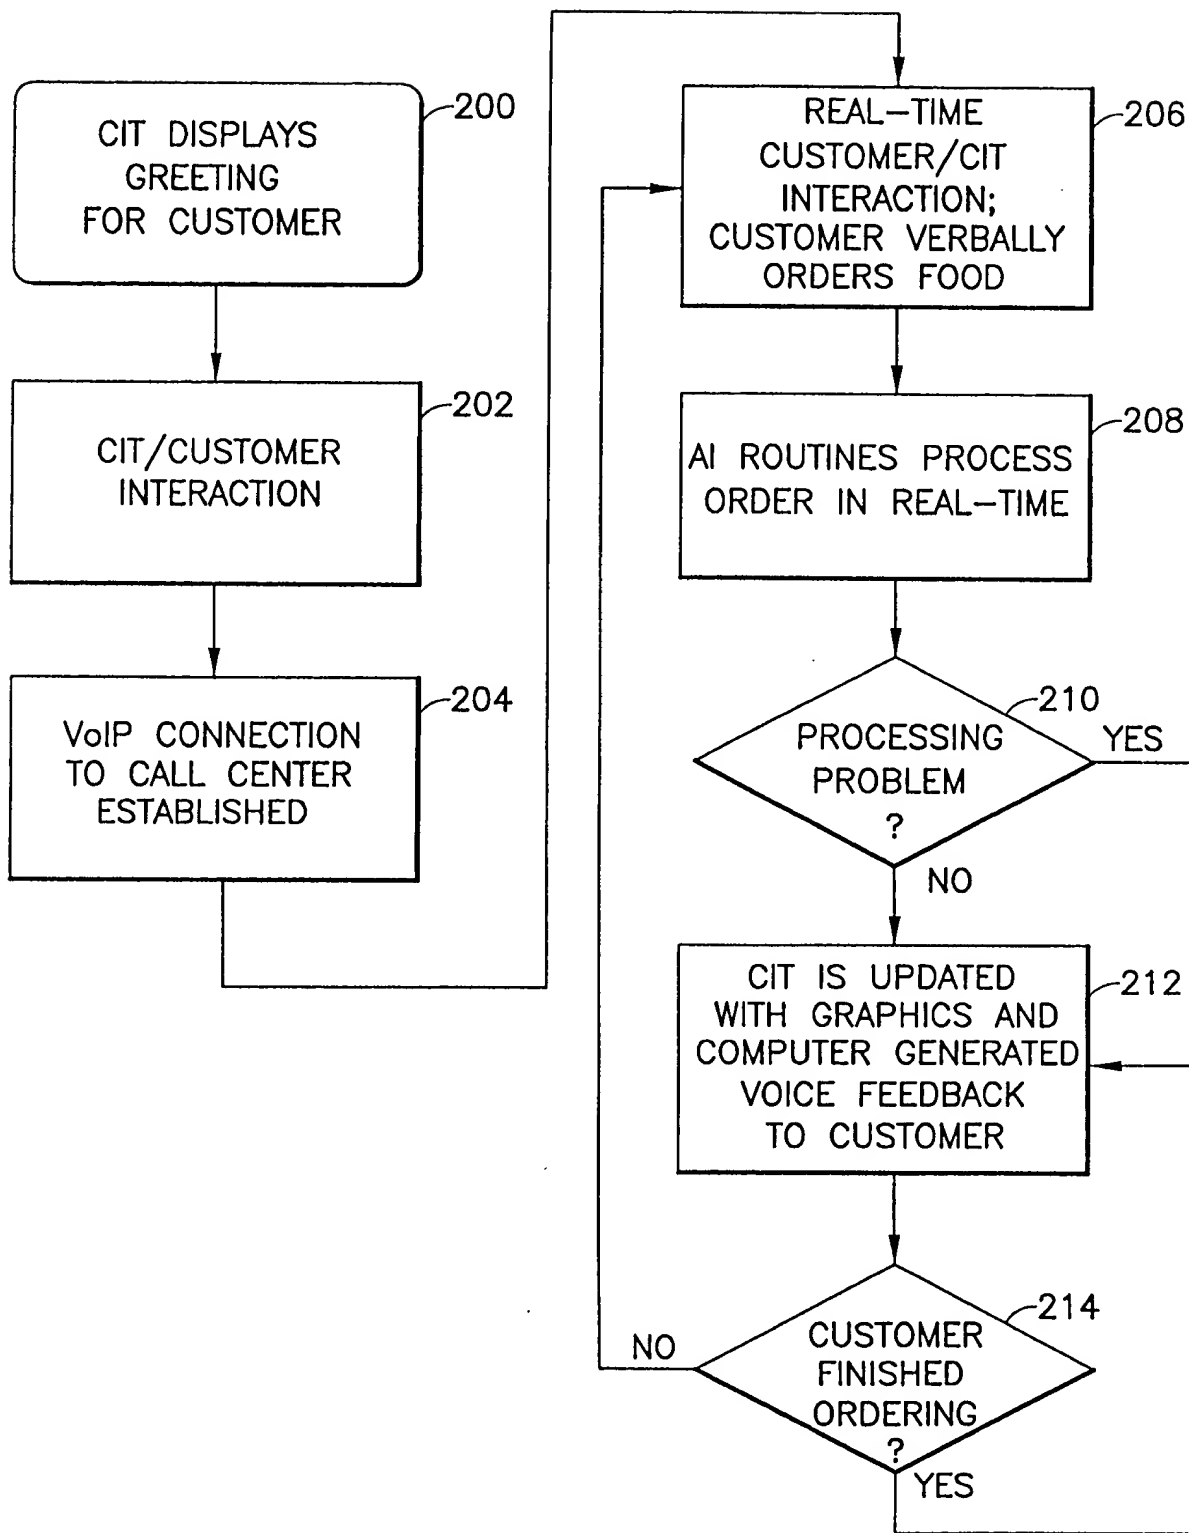 CIT DISPLAYS
GREETING
FOR CUSTOMER
200
CIT/CUSTOMER
INTERACTION
202
VoIP CONNECTION
TO CALL CENTER
ESTABLISHED
204
REAL-TIME
CUSTOMER/CIT
INTERACTION;
CUSTOMER VERBALLY
ORDERS FOOD
206
AI ROUTINES PROCESS
ORDER IN REAL-TIME
208
PROCESSING
PROBLEM
?
210
YES
NO
CIT IS UPDATED
WITH GRAPHICS AND
COMPUTER GENERATED
VOICE FEEDBACK
TO CUSTOMER
212
CUSTOMER
FINISHED
ORDERING
?
214
NO
YES